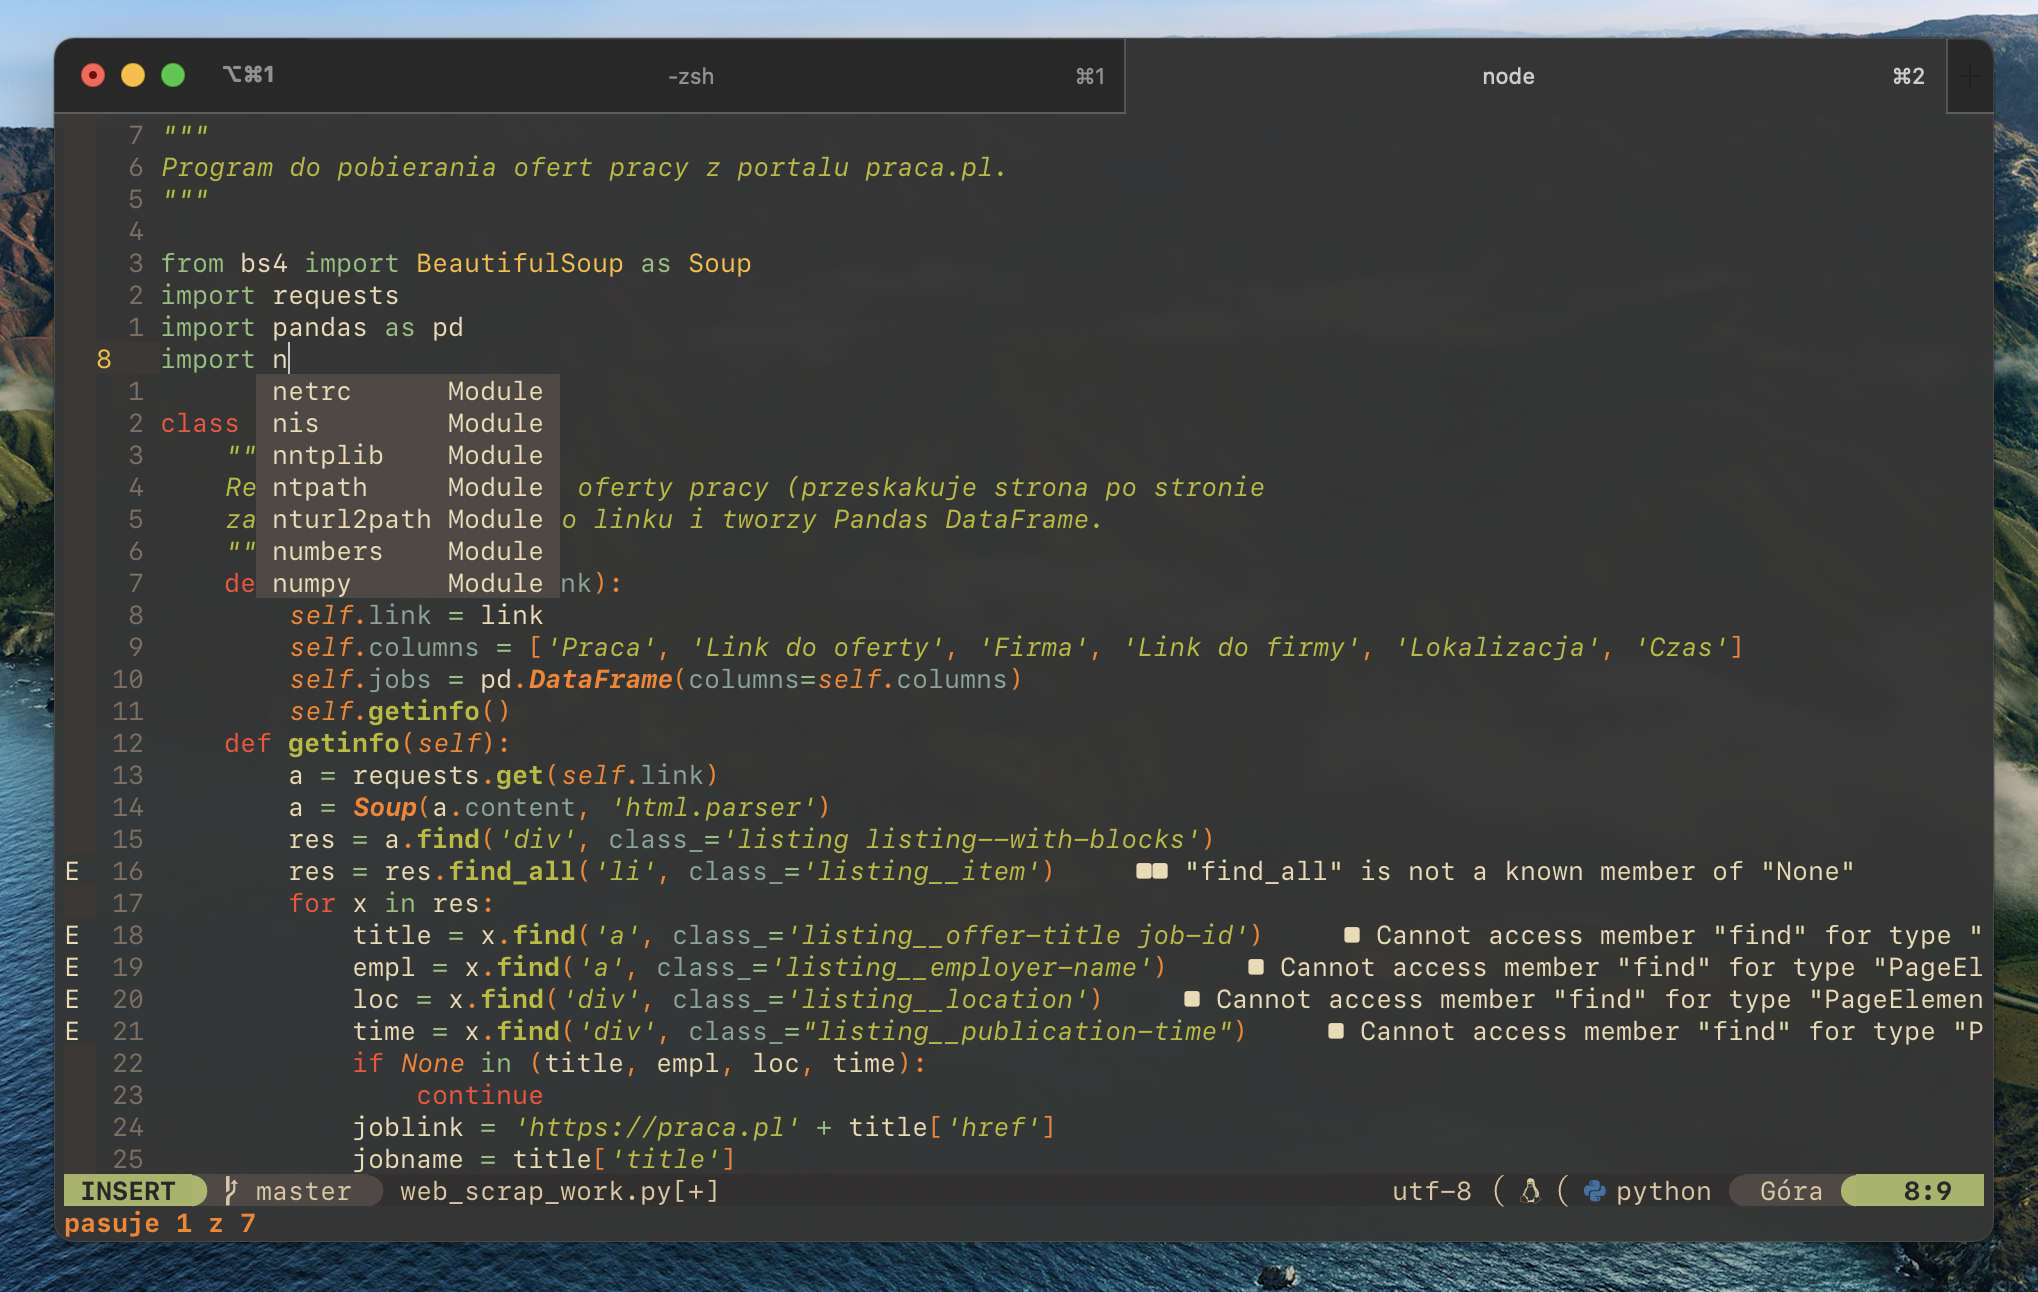 ⌥⌘1 -zsh ⌘1 node ⌘2 +
7 """
6 Program do pobierania ofert pracy z portalu praca.pl.
5 """
4
3 from bs4 import BeautifulSoup as Soup
2 import requests
1 import pandas as pd
8 import n
1 netrc Module
2 class nis Module
3 "" nntplib Module
4 Re ntpath Module oferty pracy (przeskakuje strona po stronie
5 za nturl2path Module o linku i tworzy Pandas DataFrame.
6 "" numbers Module
7 de numpy Module nk):
8 self.link = link
9 self.columns = ['Praca', 'Link do oferty', 'Firma', 'Link do firmy', 'Lokalizacja', 'Czas']
10 self.jobs = pd.DataFrame(columns=self.columns)
11 self.getinfo()
12 def getinfo(self):
13 a = requests.get(self.link)
14 a = Soup(a.content, 'html.parser')
15 res = a.find('div', class_='listing listing--with-blocks')
E 16 res = res.find_all('li', class_='listing__item') ■■ "find_all" is not a known member of "None"
17 for x in res:
E 18 title = x.find('a', class_='listing__offer-title job-id') ■ Cannot access member "find" for type "
E 19 empl = x.find('a', class_='listing__employer-name') ■ Cannot access member "find" for type "PageEl
E 20 loc = x.find('div', class_='listing__location') ■ Cannot access member "find" for type "PageElemen
E 21 time = x.find('div', class_="listing__publication-time") ■ Cannot access member "find" for type "P
22 if None in (title, empl, loc, time):
23 continue
24 joblink = 'https://praca.pl' + title['href']
25 jobname = title['title']
INSERT master web_scrap_work.py[+] utf-8 ( ( python Góra 8:9
pasuje 1 z 7